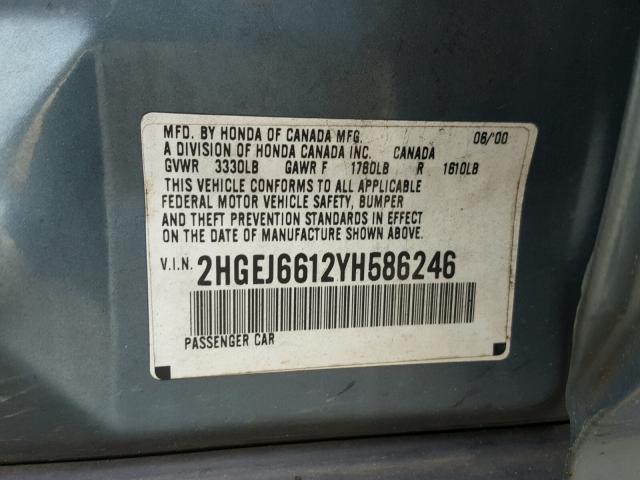 MFD. BY HONDA OF CANADA MFG. 06/'00
A DIVISION OF HONDA CANADA INC. CANADA
GVWR 3330LB GAWR F 1780LB R 1610LB
THIS VEHICLE CONFORMS TO ALL APPLICABLE
FEDERAL MOTOR VEHICLE SAFETY, BUMPER
AND THEFT PREVENTION STANDARDS IN EFFECT
ON THE DATE OF MANUFACTURE SHOWN ABOVE.
V.I.N. 2HGEJ6612YH586246
PASSENGER CAR